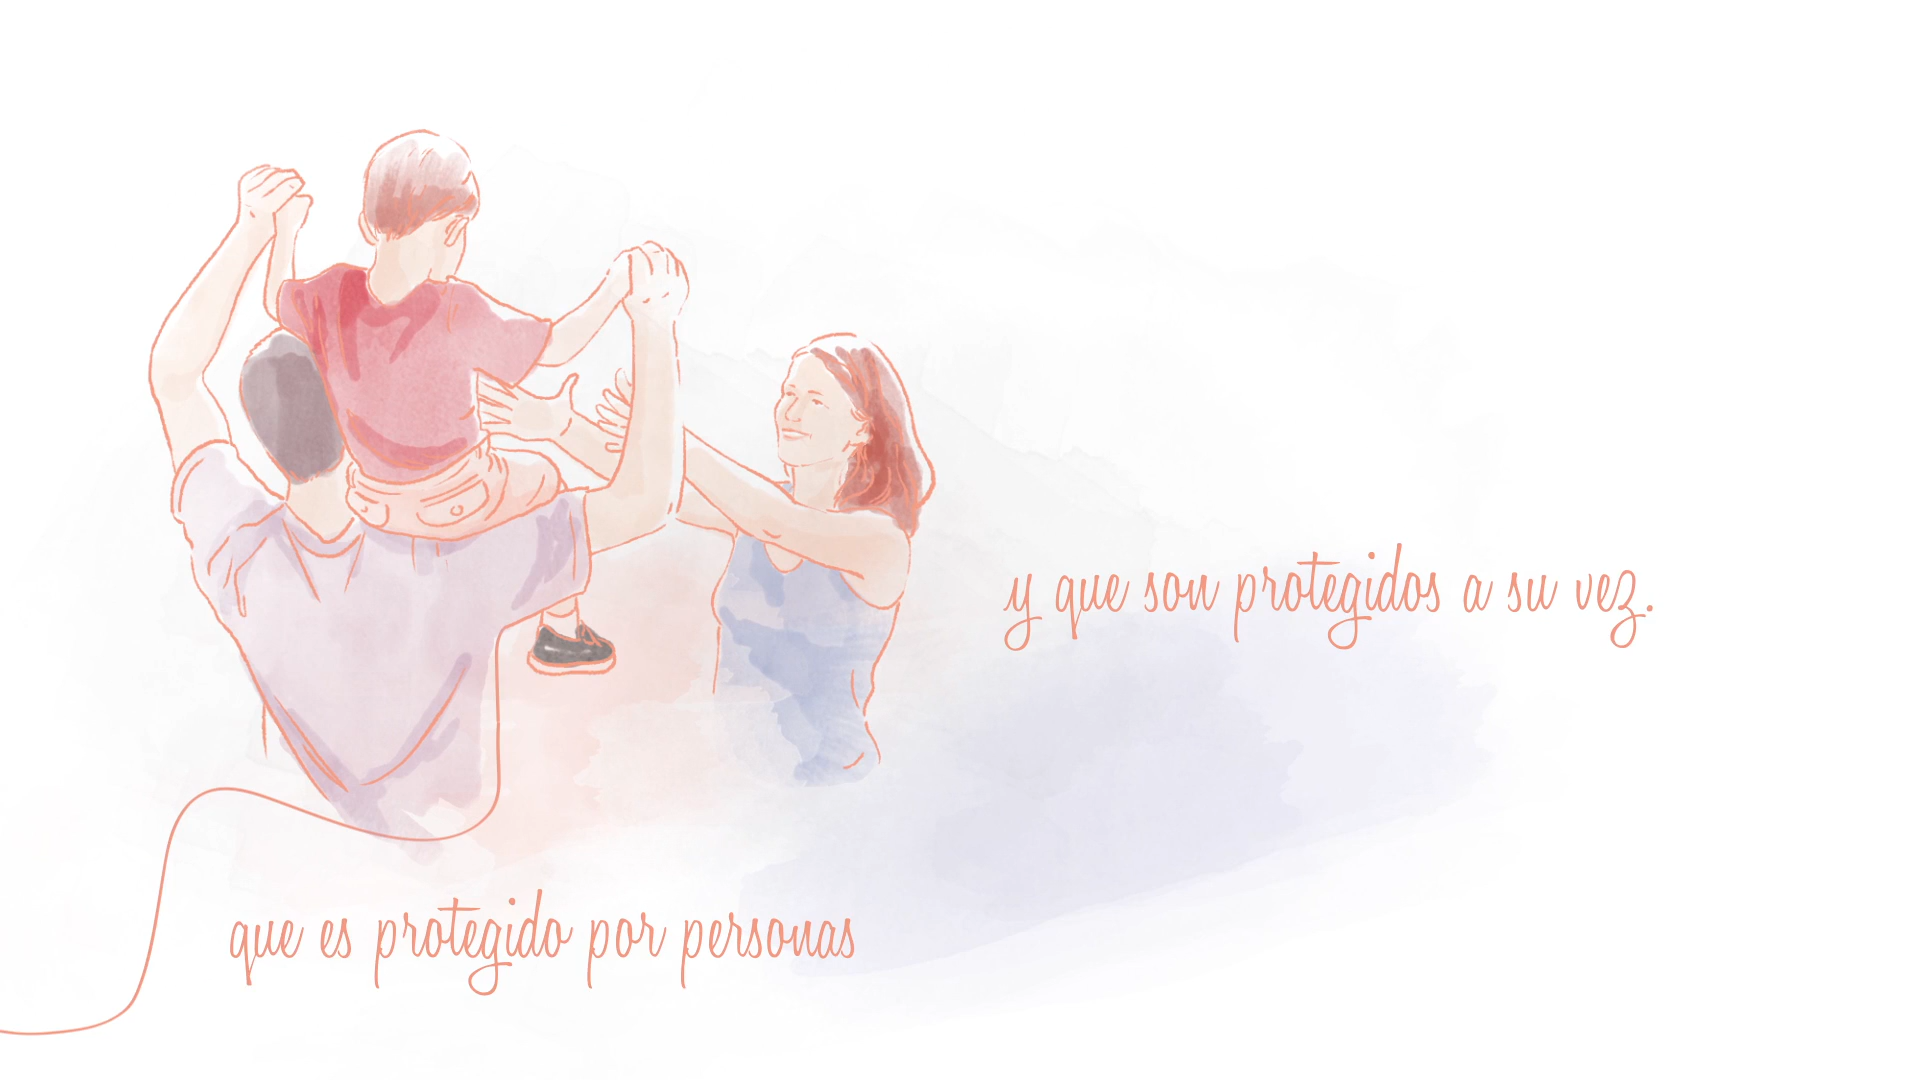 que es protegido por personas
y que son protegidos a su vez.